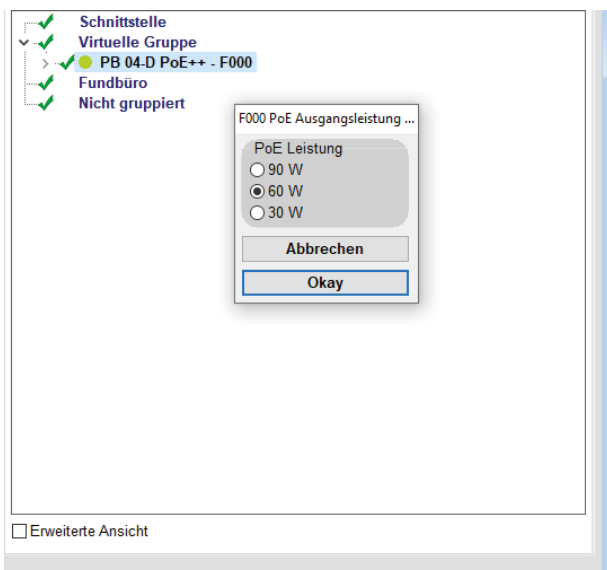 Schnittstelle
Virtuelle Gruppe
PB 04-D PoE++ - F000
Fundbüro
Nicht gruppiert
F000 PoE Ausgangsleistung ...
PoE Leistung
90 W
60 W
30 W
Abbrechen
Okay
Erweiterte Ansicht